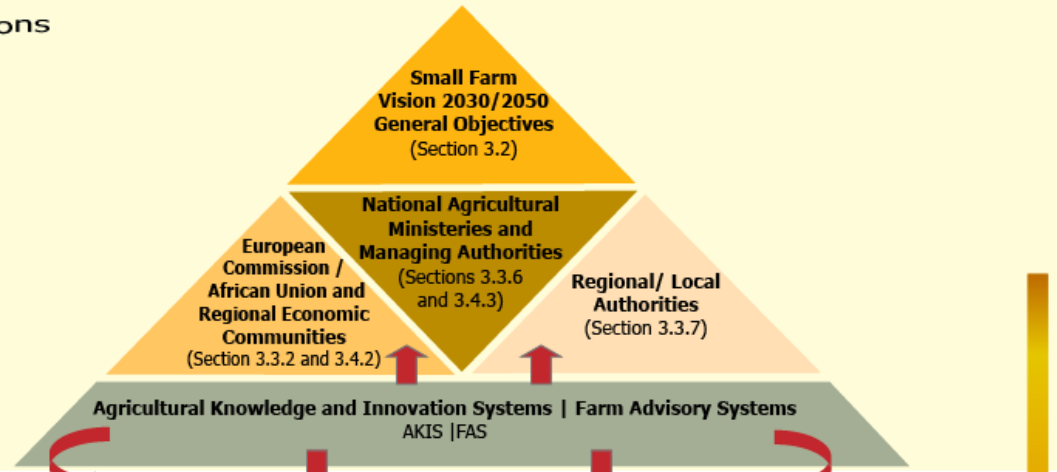 Small Farm
Vision 2030/2050
General Objectives
(Section 3.2)
National Agricultural
Ministeries and
Managing Authorities
(Sections 3.3.6
and 3.4.3)
European
Commission /
African Union and
Regional Economic
Communities
(Section 3.3.2 and 3.4.2)
Regional/ Local
Authorities
(Section 3.3.7)
Agricultural Knowledge and Innovation Systems | Farm Advisory Systems
AKIS |FAS